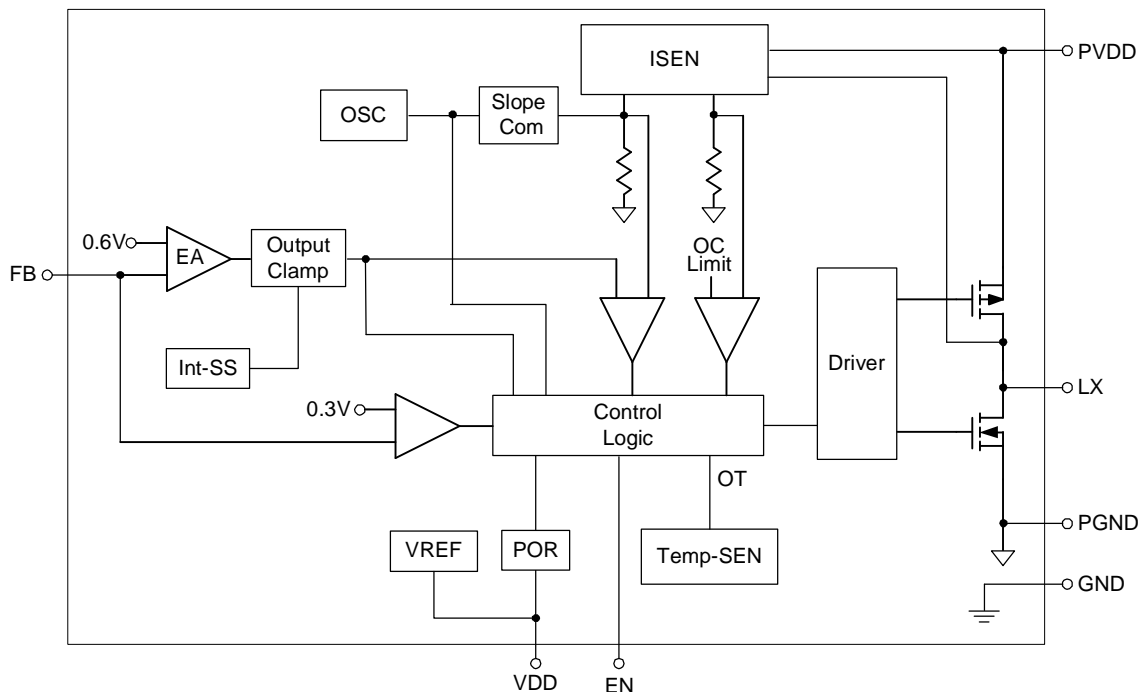 ISEN
PVDD
OSC
Slope
Com
0.6V
EA
Output
Clamp
OC
Limit
FB
Int-SS
Driver
LX
0.3V
Control
Logic
OT
VREF
POR
Temp-SEN
PGND
GND
VDD
EN